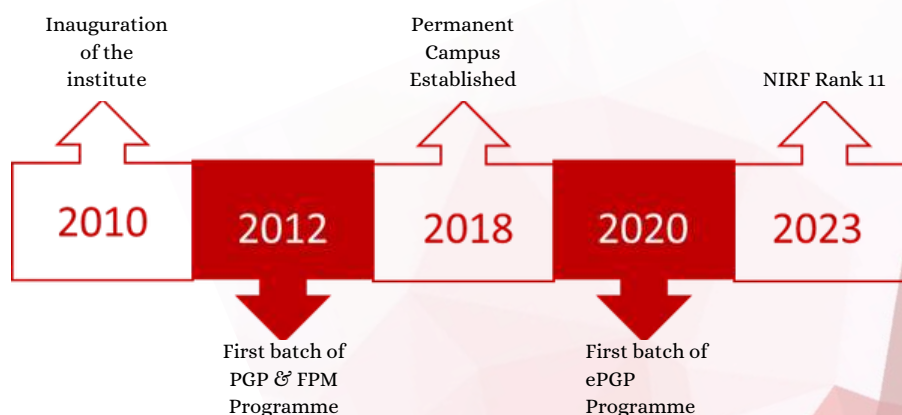 Inauguration
of the
institute
Permanent
Campus
Established
NIRF Rank 11
2010
2012
2018
2020
2023
First batch of
PGP & FPM
Programme
First batch of
ePGP
Programme